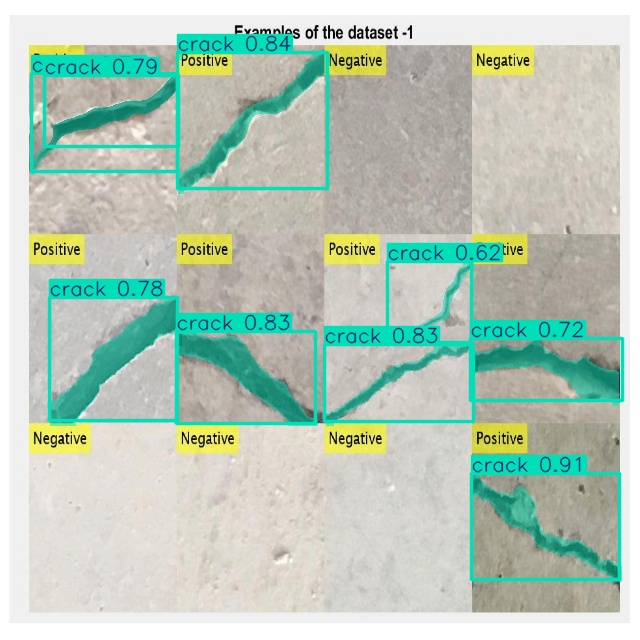 Examples of the dataset -1
crack 0.84
crack 0.79
Positive
Negative
Negative
Positive
Positive
Positive
crack 0.62
crack 0.78
crack 0.83
crack 0.83
crack 0.72
Negative
Negative
Negative
Positive
crack 0.91